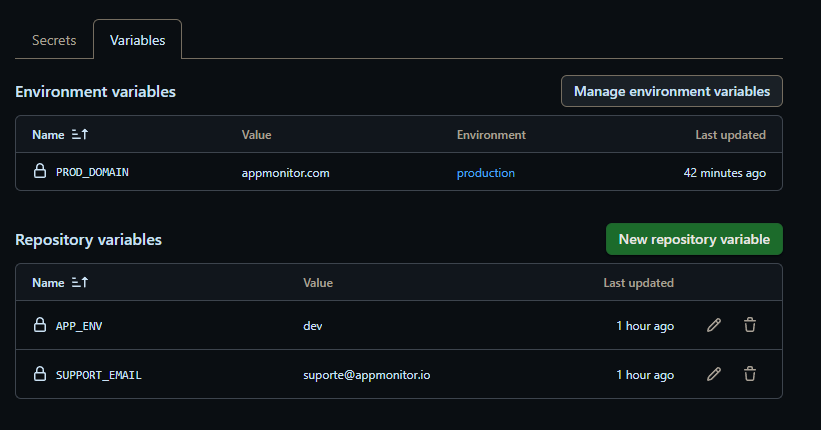 Secrets Variables
Environment variables Manage environment variables
Name Value Environment Last updated
PROD_DOMAIN appmonitor.com production 42 minutes ago
Repository variables New repository variable
Name Value Last updated
APP_ENV dev 1 hour ago
SUPPORT_EMAIL suporte@appmonitor.io 1 hour ago